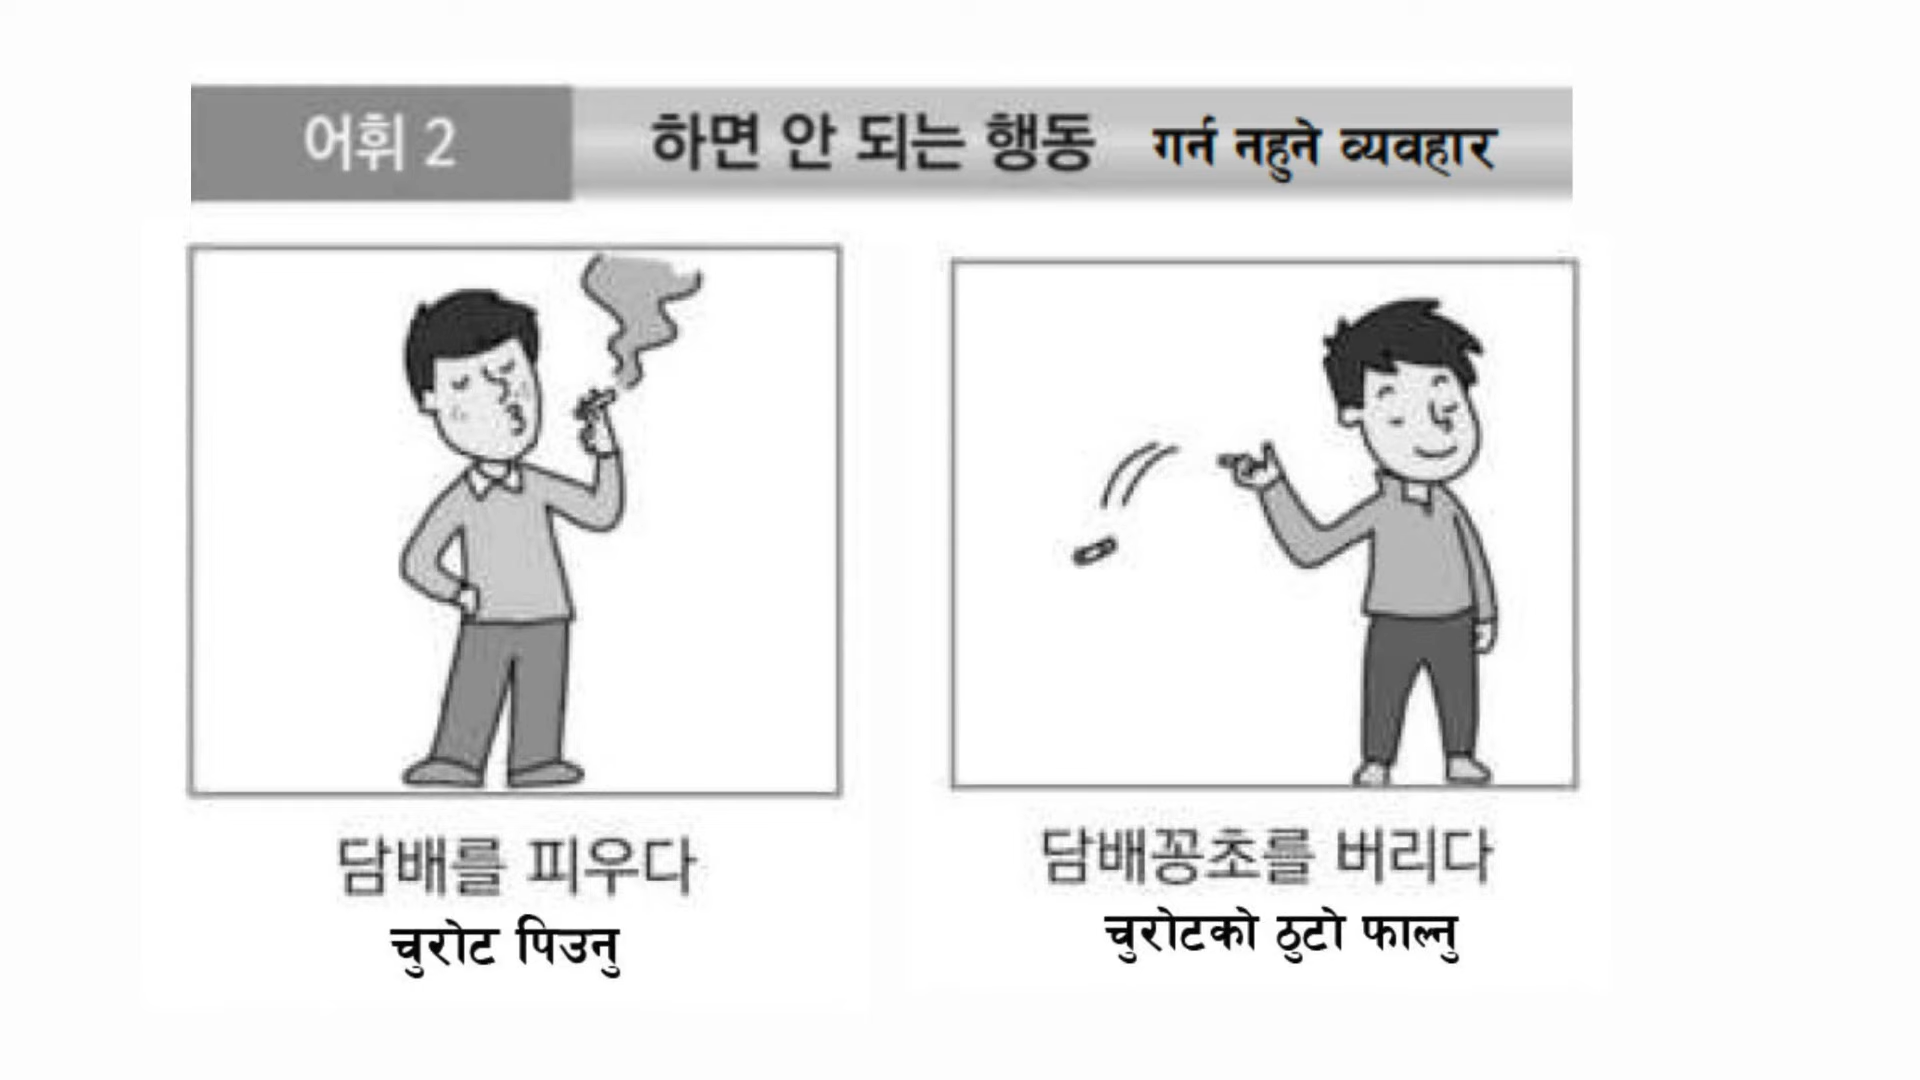 어휘 2 하면 안 되는 행동 गर्न नहुने व्यवहार
담배를 피우다
चुरोट पिउनु
담배꽁초를 버리다
चुरोटको ठुटो फाल्नु